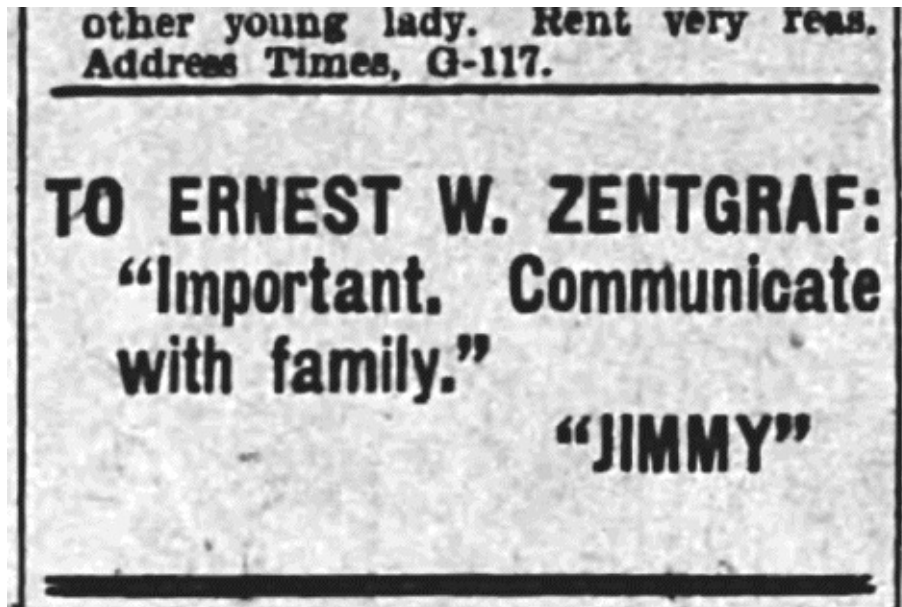 other young lady. Rent very reas.
Address Times, G-117.
TO ERNEST W. ZENTGRAF:
“Important. Communicate
with family.”
“JIMMY”